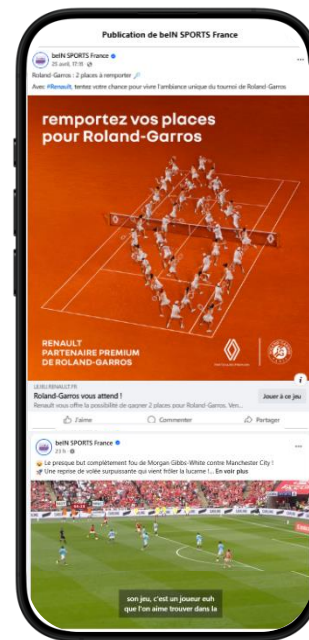 Publication de beIN SPORTS France
beIN SPORTS France
25 avril, 17:31
Roland-Garros : 2 places à remporter
Avec #Renault, tentez votre chance pour vivre l'ambiance unique du tournoi de Roland-Garros
remportez vos places
pour Roland-Garros
RENAULT
PARTENAIRE PREMIUM
DE ROLAND-GARROS
JEUXU.RENAULT.FR
Roland-Garros vous attend !
Renault vous offre la possibilité de gagner 2 places pour Roland-Garros. Ven...
Jouer à ce jeu
J'aime
Commenter
Partager
beIN SPORTS France
23 h
Le presque but complètement fou de Morgan Gibbs-White contre Manchester City !
Une reprise de volée surpuissante qui vient frôler la lucarne !... En voir plus
son jeu, c'est un joueur euh
que l'on aime trouver dans la